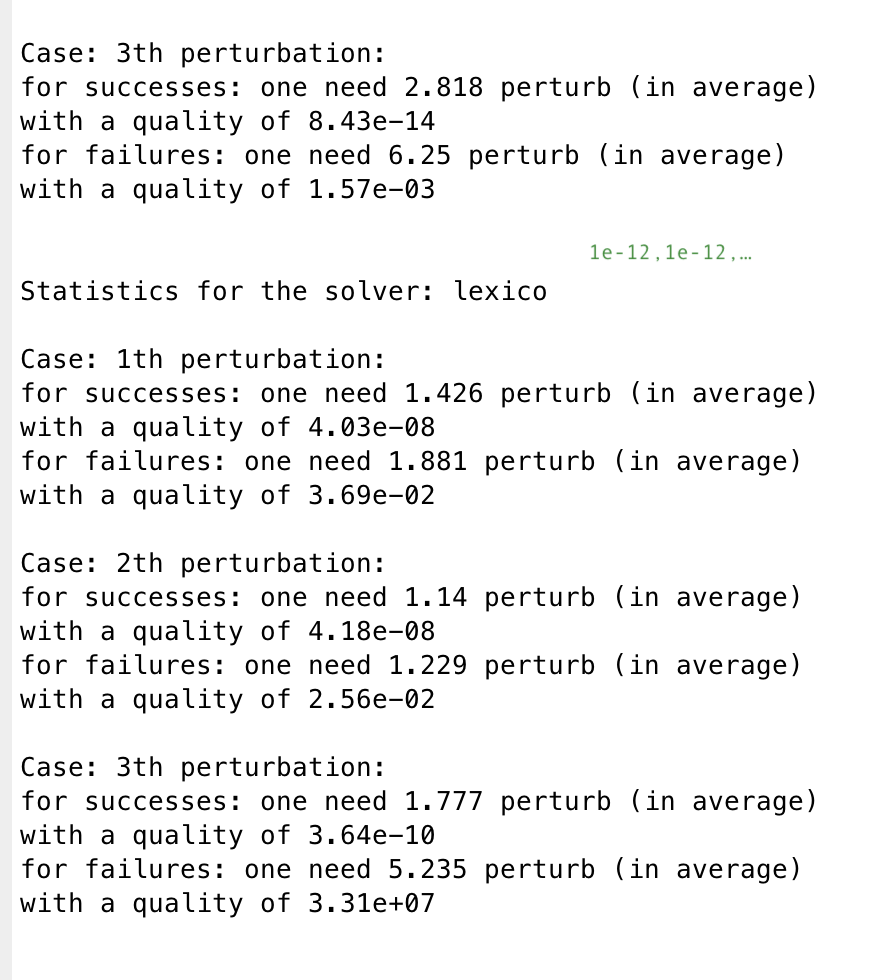 Case: 3th perturbation:
for successes: one need 2.818 perturb (in average)
with a quality of 8.43e−14
for failures: one need 6.25 perturb (in average)
with a quality of 1.57e−03
1e-12,1e-12,…
Statistics for the solver: lexico
Case: 1th perturbation:
for successes: one need 1.426 perturb (in average)
with a quality of 4.03e−08
for failures: one need 1.881 perturb (in average)
with a quality of 3.69e−02
Case: 2th perturbation:
for successes: one need 1.14 perturb (in average)
with a quality of 4.18e−08
for failures: one need 1.229 perturb (in average)
with a quality of 2.56e−02
Case: 3th perturbation:
for successes: one need 1.777 perturb (in average)
with a quality of 3.64e−10
for failures: one need 5.235 perturb (in average)
with a quality of 3.31e+07